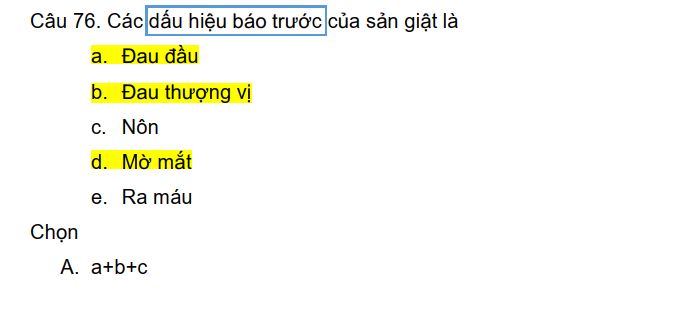 Câu 76. Các dấu hiệu báo trước của sản giật là
a. Đau đầu
b. Đau thượng vị
c. Nôn
d. Mờ mắt
e. Ra máu
Chọn
A. a+b+c